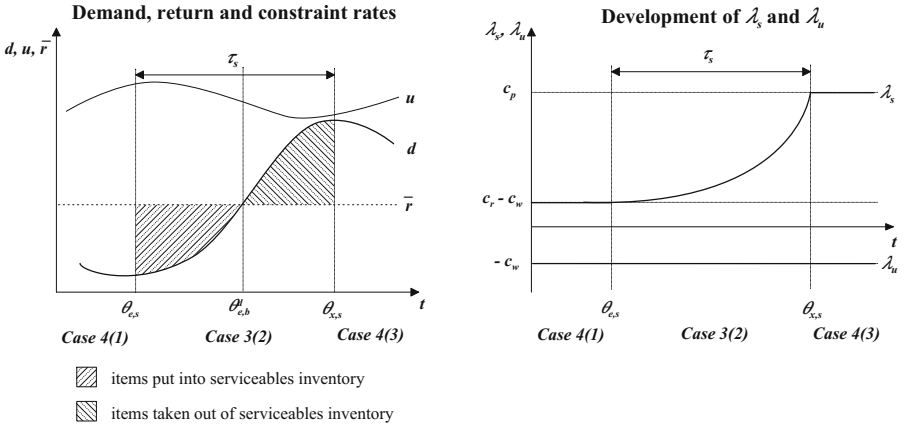 Demand, return and constraint rates
d, u, r̅
τs
u
d
r̅
t
θe,s
θ^d e,b
θx,s
Case 4(1)
Case 3(2)
Case 4(3)
items put into serviceables inventory
items taken out of serviceables inventory
Development of λs and λu
λs, λu
τs
cp
λs
cr - cw
t
- cw
λu
θe,s
θx,s
Case 4(1)
Case 3(2)
Case 4(3)